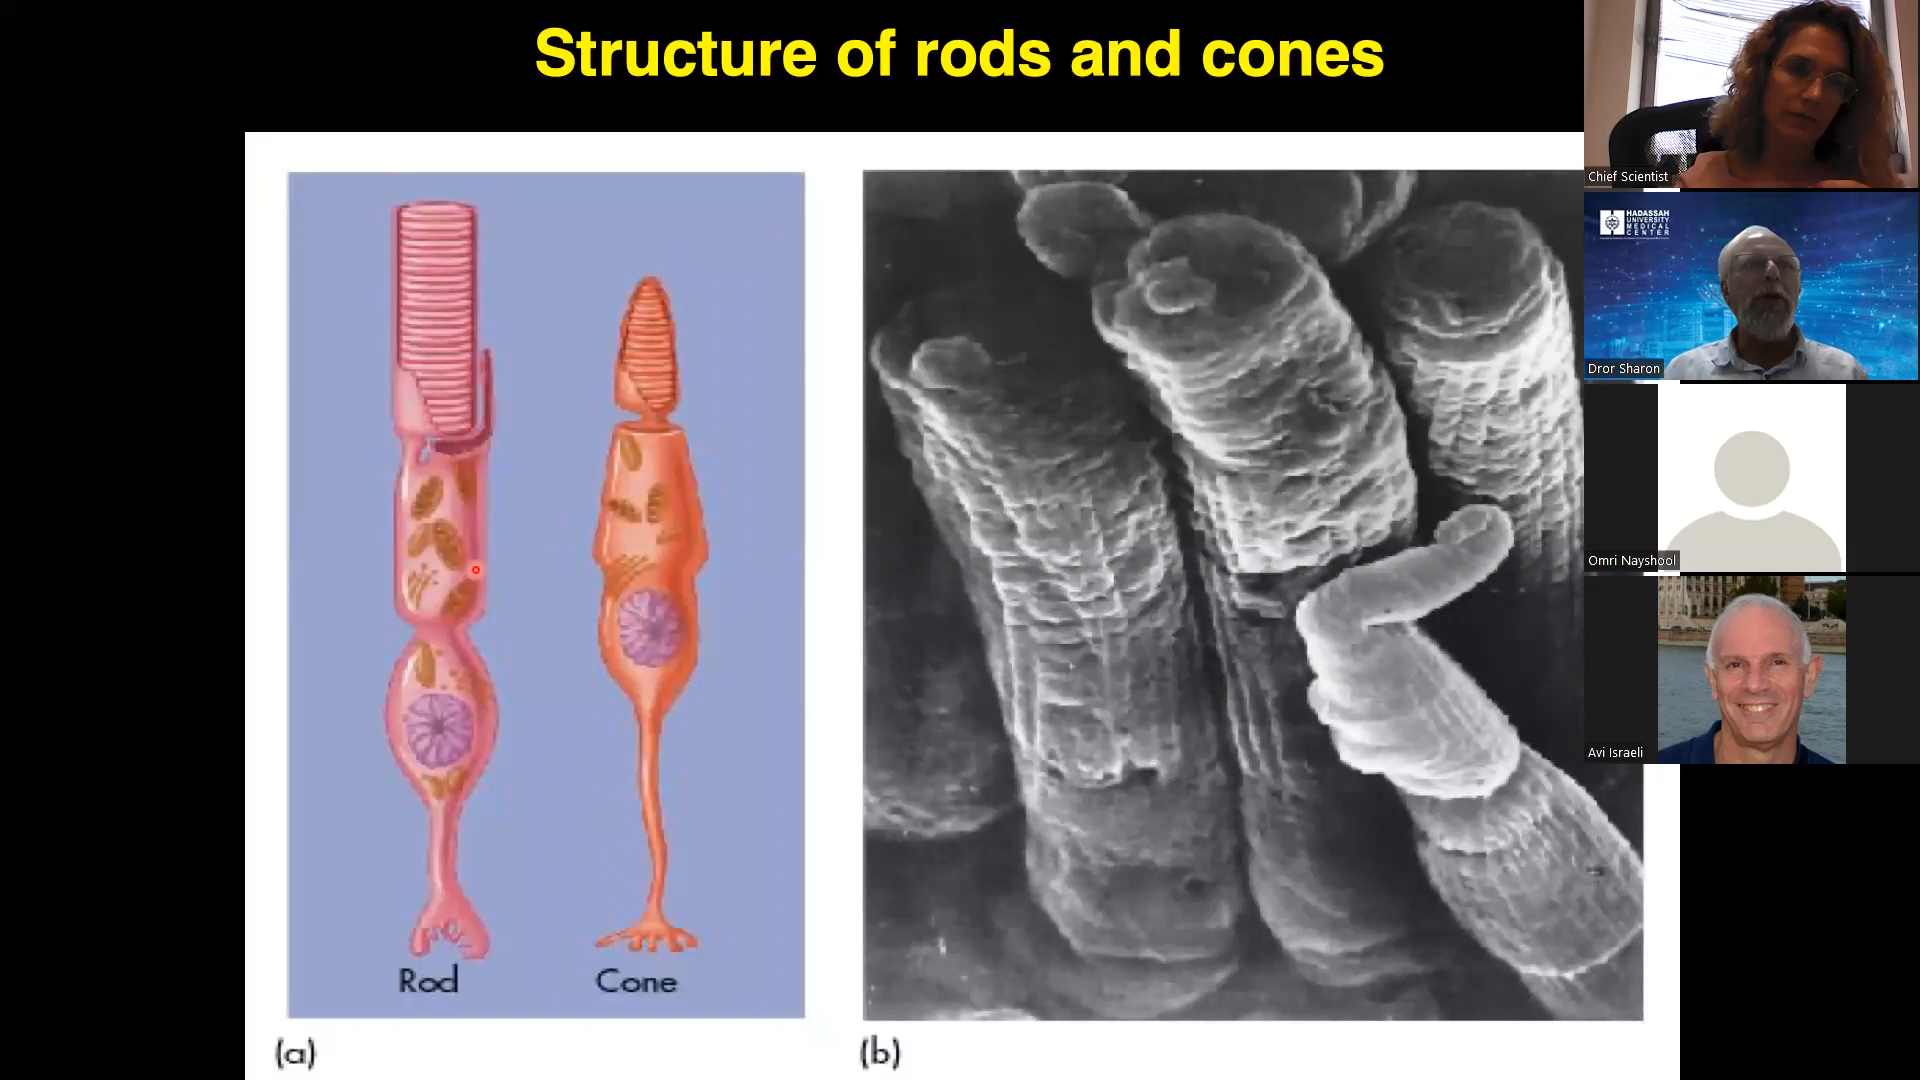 Structure of rods and cones
Rod
Cone
(a)
(b)
Chief Scientist
HADASSAH
UNIVERSITY
MEDICAL
CENTER
Dror Sharon
Omri Nayshool
Avi Israeli